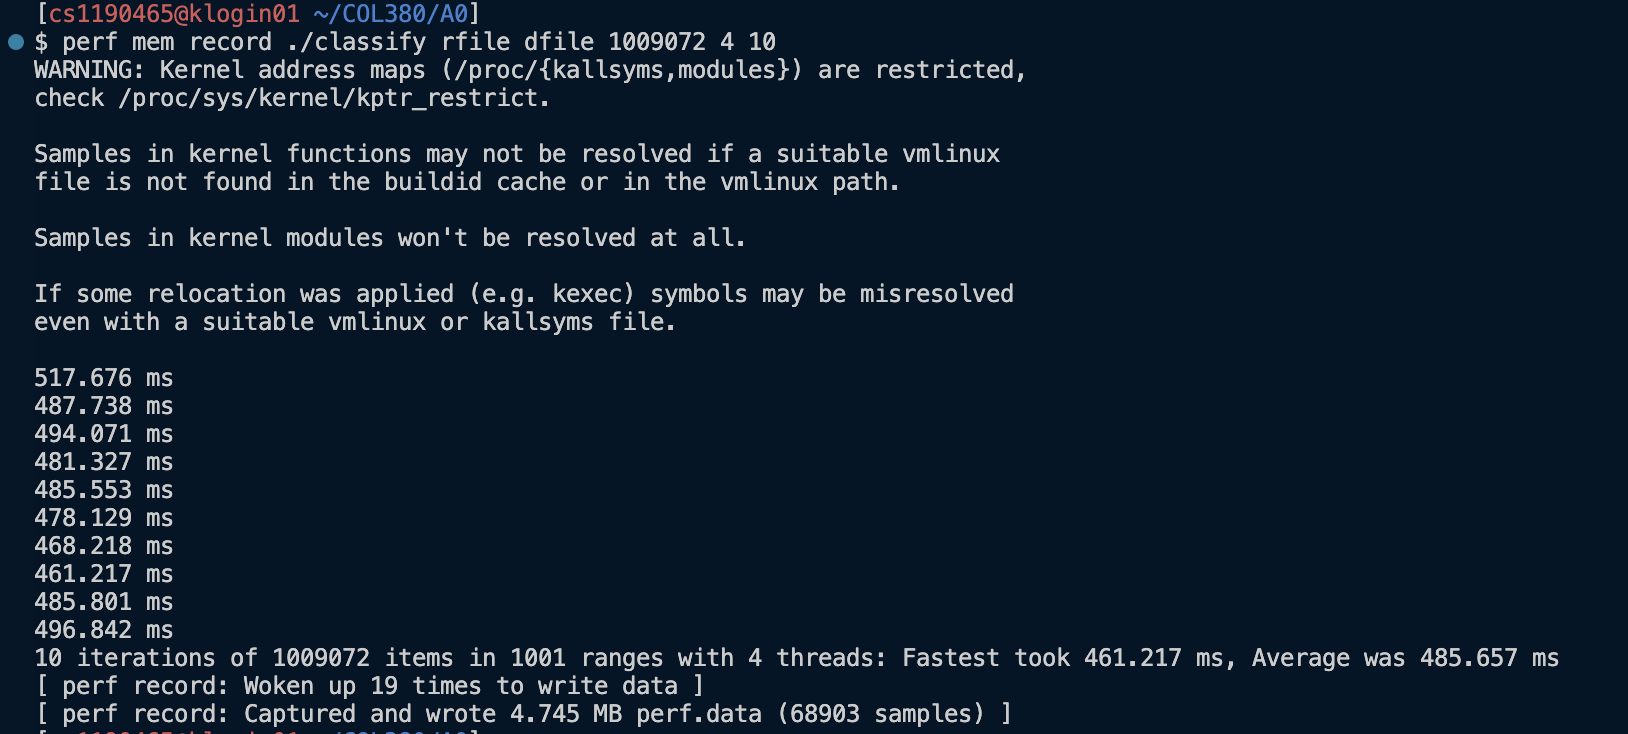 [cs1190465@klogin01 ~/COL380/A0]
$ perf mem record ./classify rfile dfile 1009072 4 10
WARNING: Kernel address maps (/proc/{kallsyms,modules}) are restricted,
check /proc/sys/kernel/kptr_restrict.
Samples in kernel functions may not be resolved if a suitable vmlinux
file is not found in the buildid cache or in the vmlinux path.
Samples in kernel modules won't be resolved at all.
If some relocation was applied (e.g. kexec) symbols may be misresolved
even with a suitable vmlinux or kallsyms file.
517.676 ms
487.738 ms
494.071 ms
481.327 ms
485.553 ms
478.129 ms
468.218 ms
461.217 ms
485.801 ms
496.842 ms
10 iterations of 1009072 items in 1001 ranges with 4 threads: Fastest took 461.217 ms, Average was 485.657 ms
[ perf record: Woken up 19 times to write data ]
[ perf record: Captured and wrote 4.745 MB perf.data (68903 samples) ]